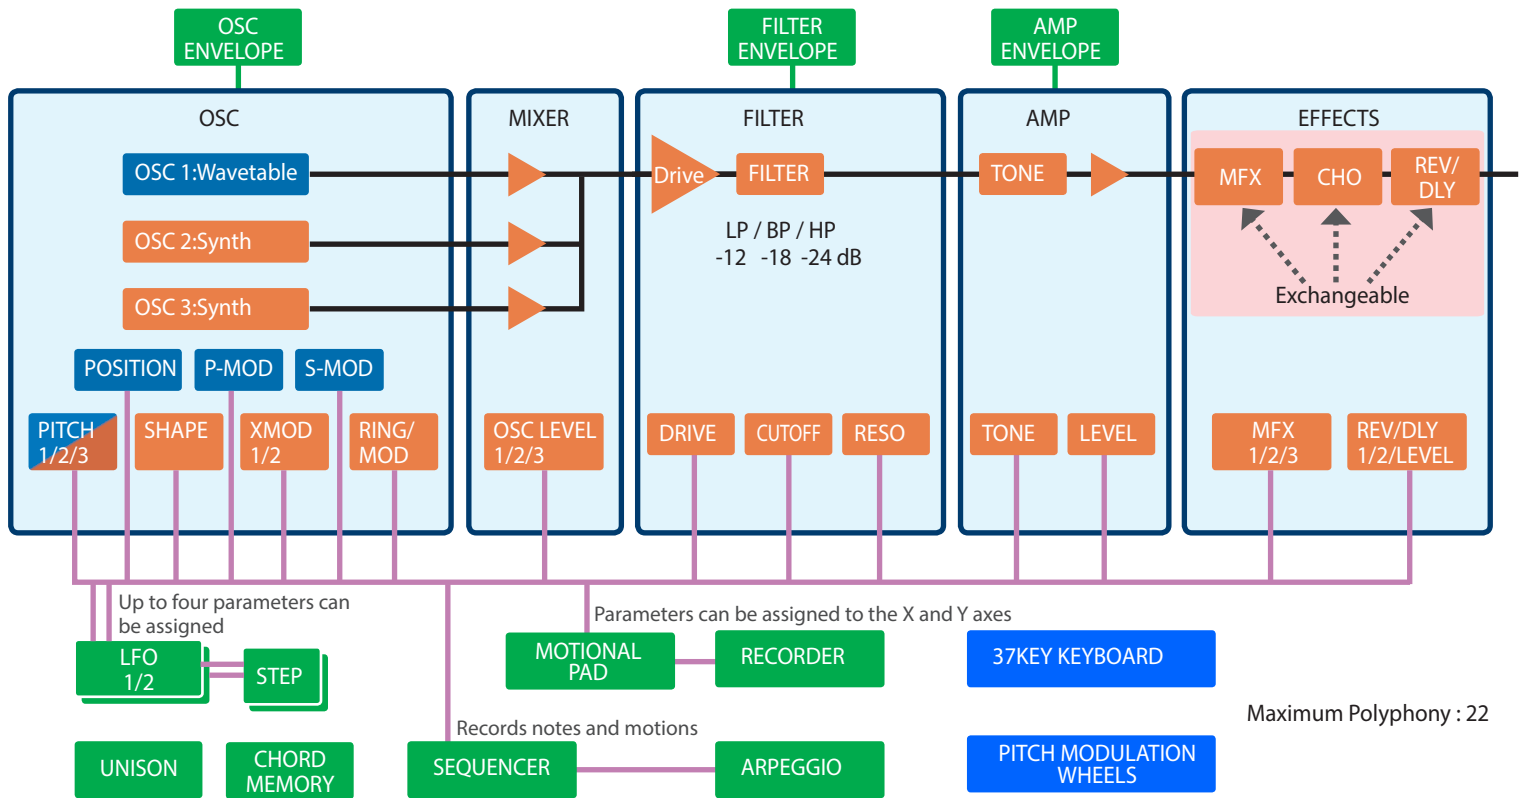 OSC
ENVELOPE
FILTER
ENVELOPE
AMP
ENVELOPE
OSC
MIXER
FILTER
AMP
EFFECTS
OSC 1:Wavetable
Drive
FILTER
TONE
MFX
CHO
REV/
DLY
OSC 2:Synth
LP / BP / HP
-12 -18 -24 dB
OSC 3:Synth
Exchangeable
POSITION
P-MOD
S-MOD
PITCH
1/2/3
SHAPE
XMOD
1/2
RING/
MOD
OSC LEVEL
1/2/3
DRIVE
CUTOFF
RESO
TONE
LEVEL
MFX
1/2/3
REV/DLY
1/2/LEVEL
Up to four parameters can
be assigned
Parameters can be assigned to the X and Y axes
LFO
1/2
STEP
MOTIONAL
PAD
RECORDER
37KEY KEYBOARD
Maximum Polyphony : 22
Records notes and motions
UNISON
CHORD
MEMORY
SEQUENCER
ARPEGGIO
PITCH MODULATION
WHEELS